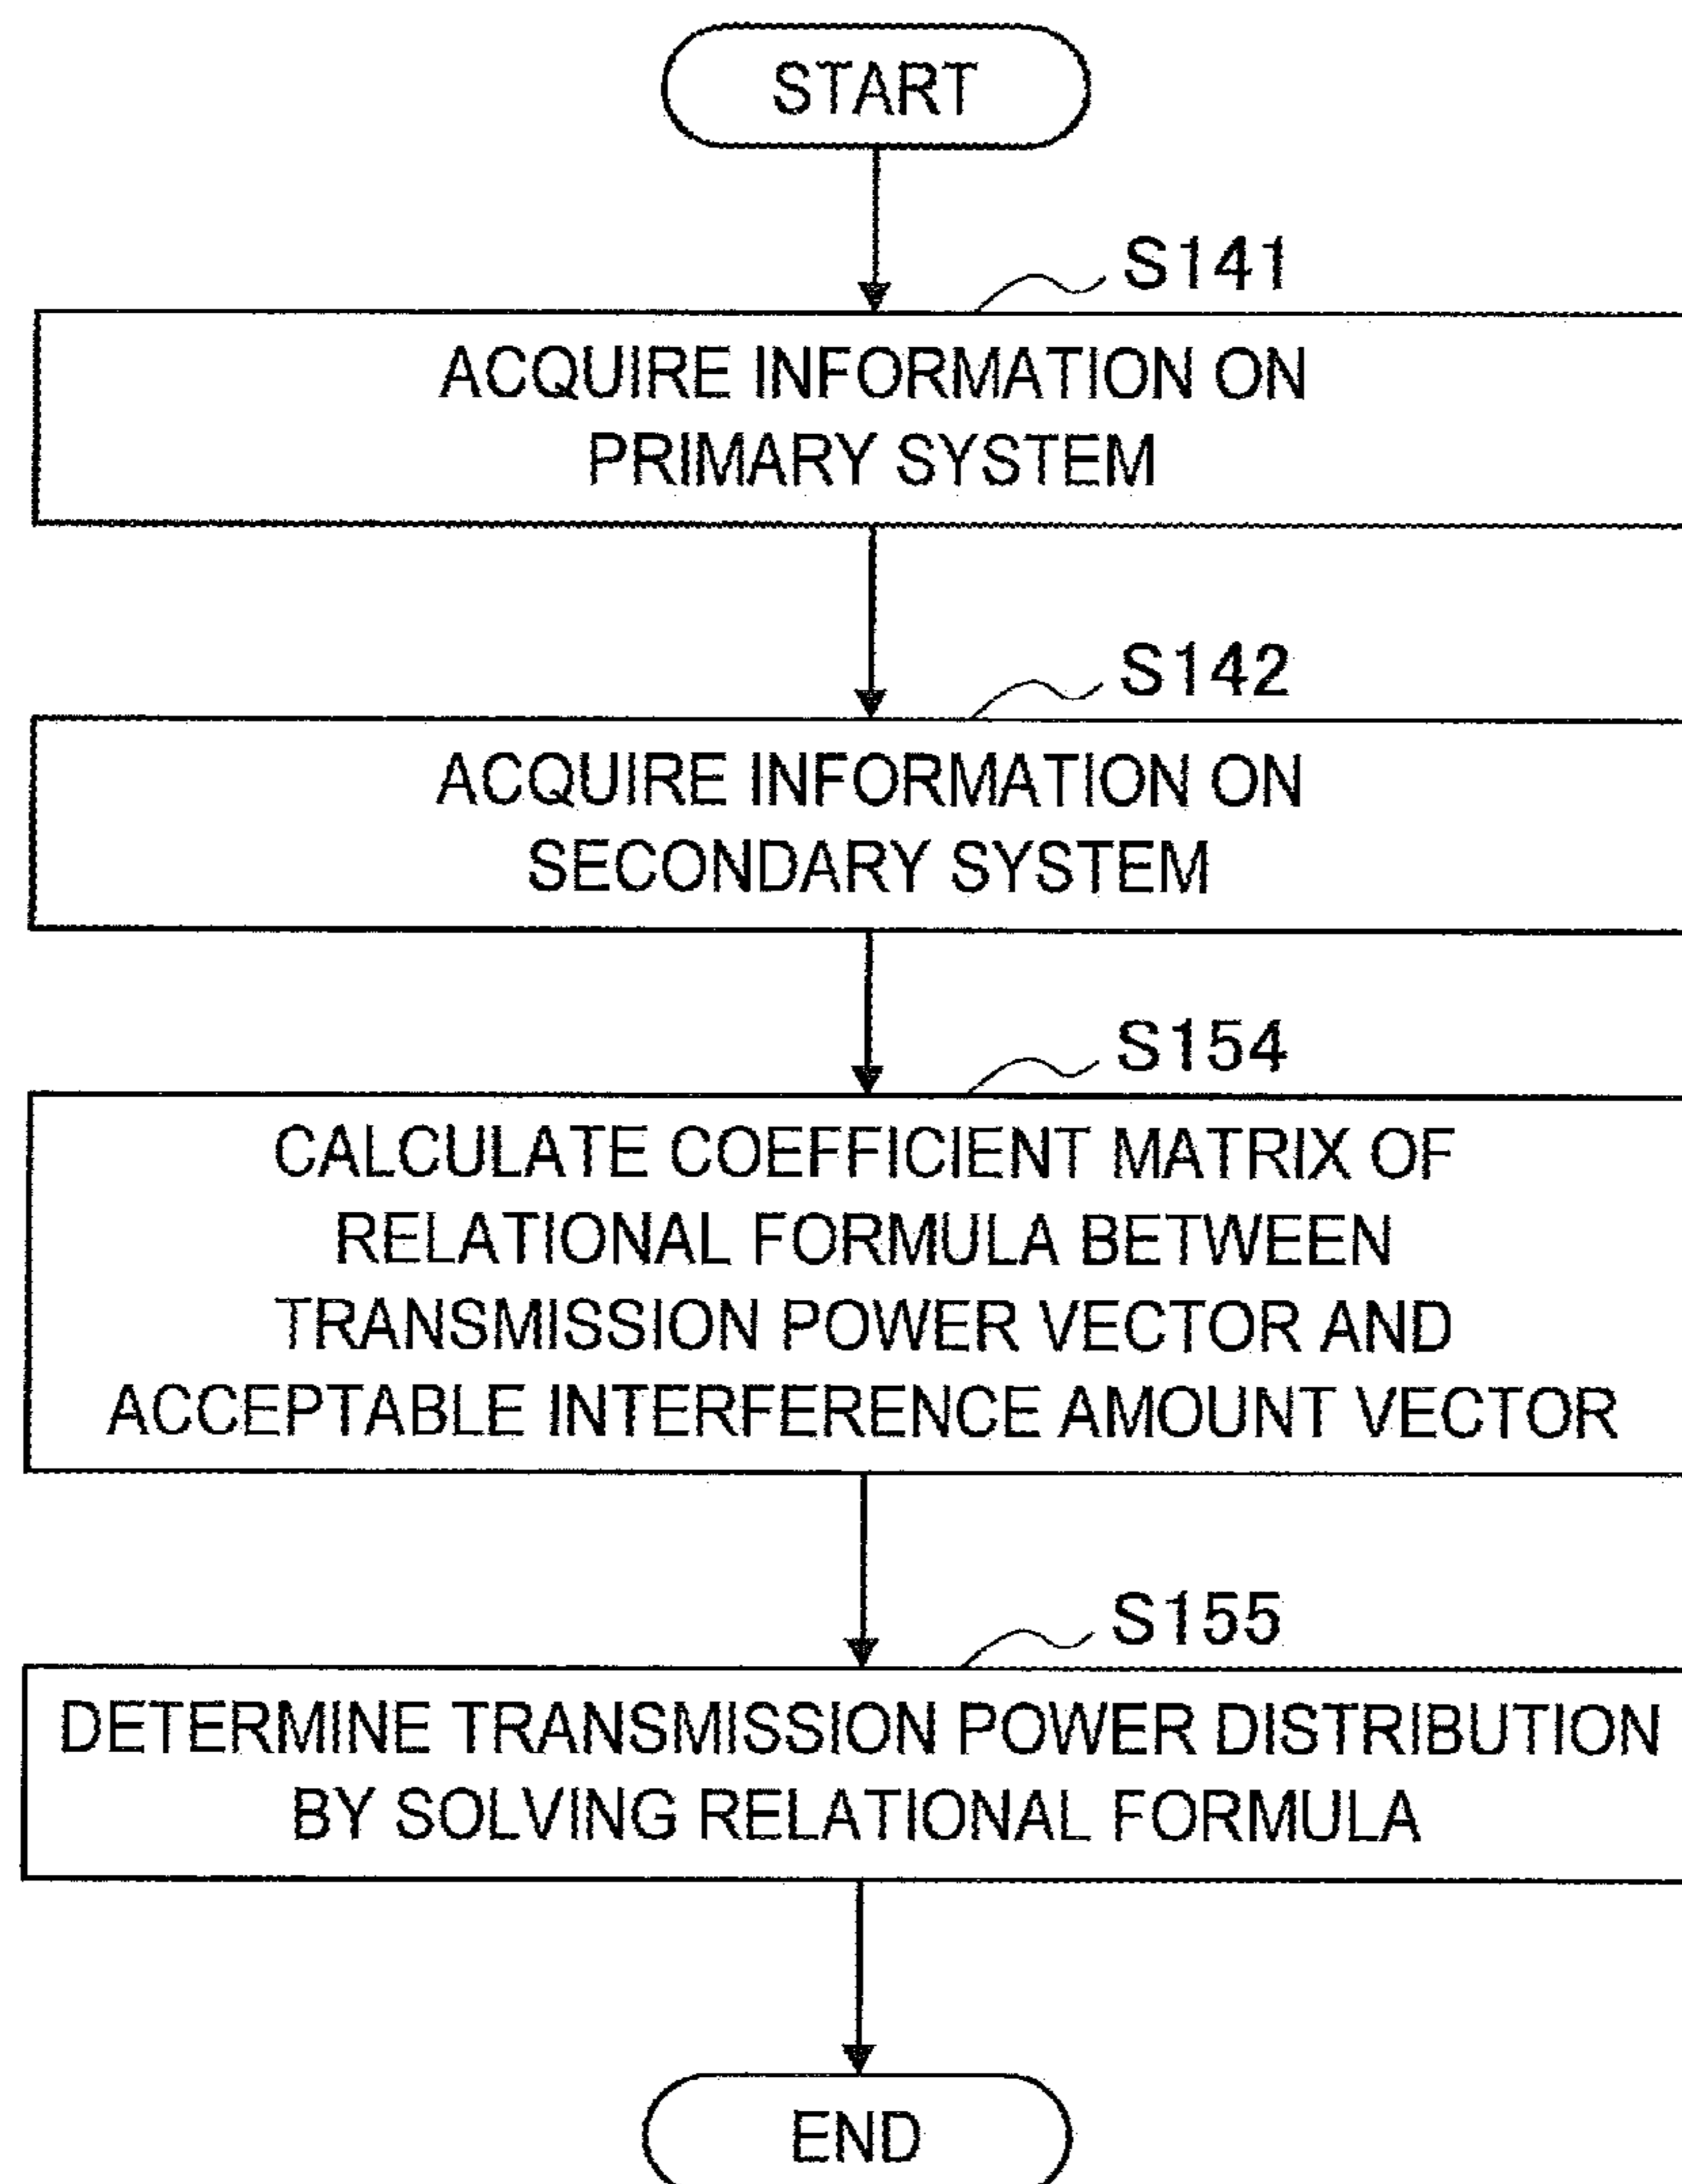 START
S141
ACQUIRE INFORMATION ON
PRIMARY SYSTEM
S142
ACQUIRE INFORMATION ON
SECONDARY SYSTEM
S154
CALCULATE COEFFICIENT MATRIX OF
RELATIONAL FORMULA BETWEEN
TRANSMISSION POWER VECTOR AND
ACCEPTABLE INTERFERENCE AMOUNT VECTOR
S155
DETERMINE TRANSMISSION POWER DISTRIBUTION
BY SOLVING RELATIONAL FORMULA
END